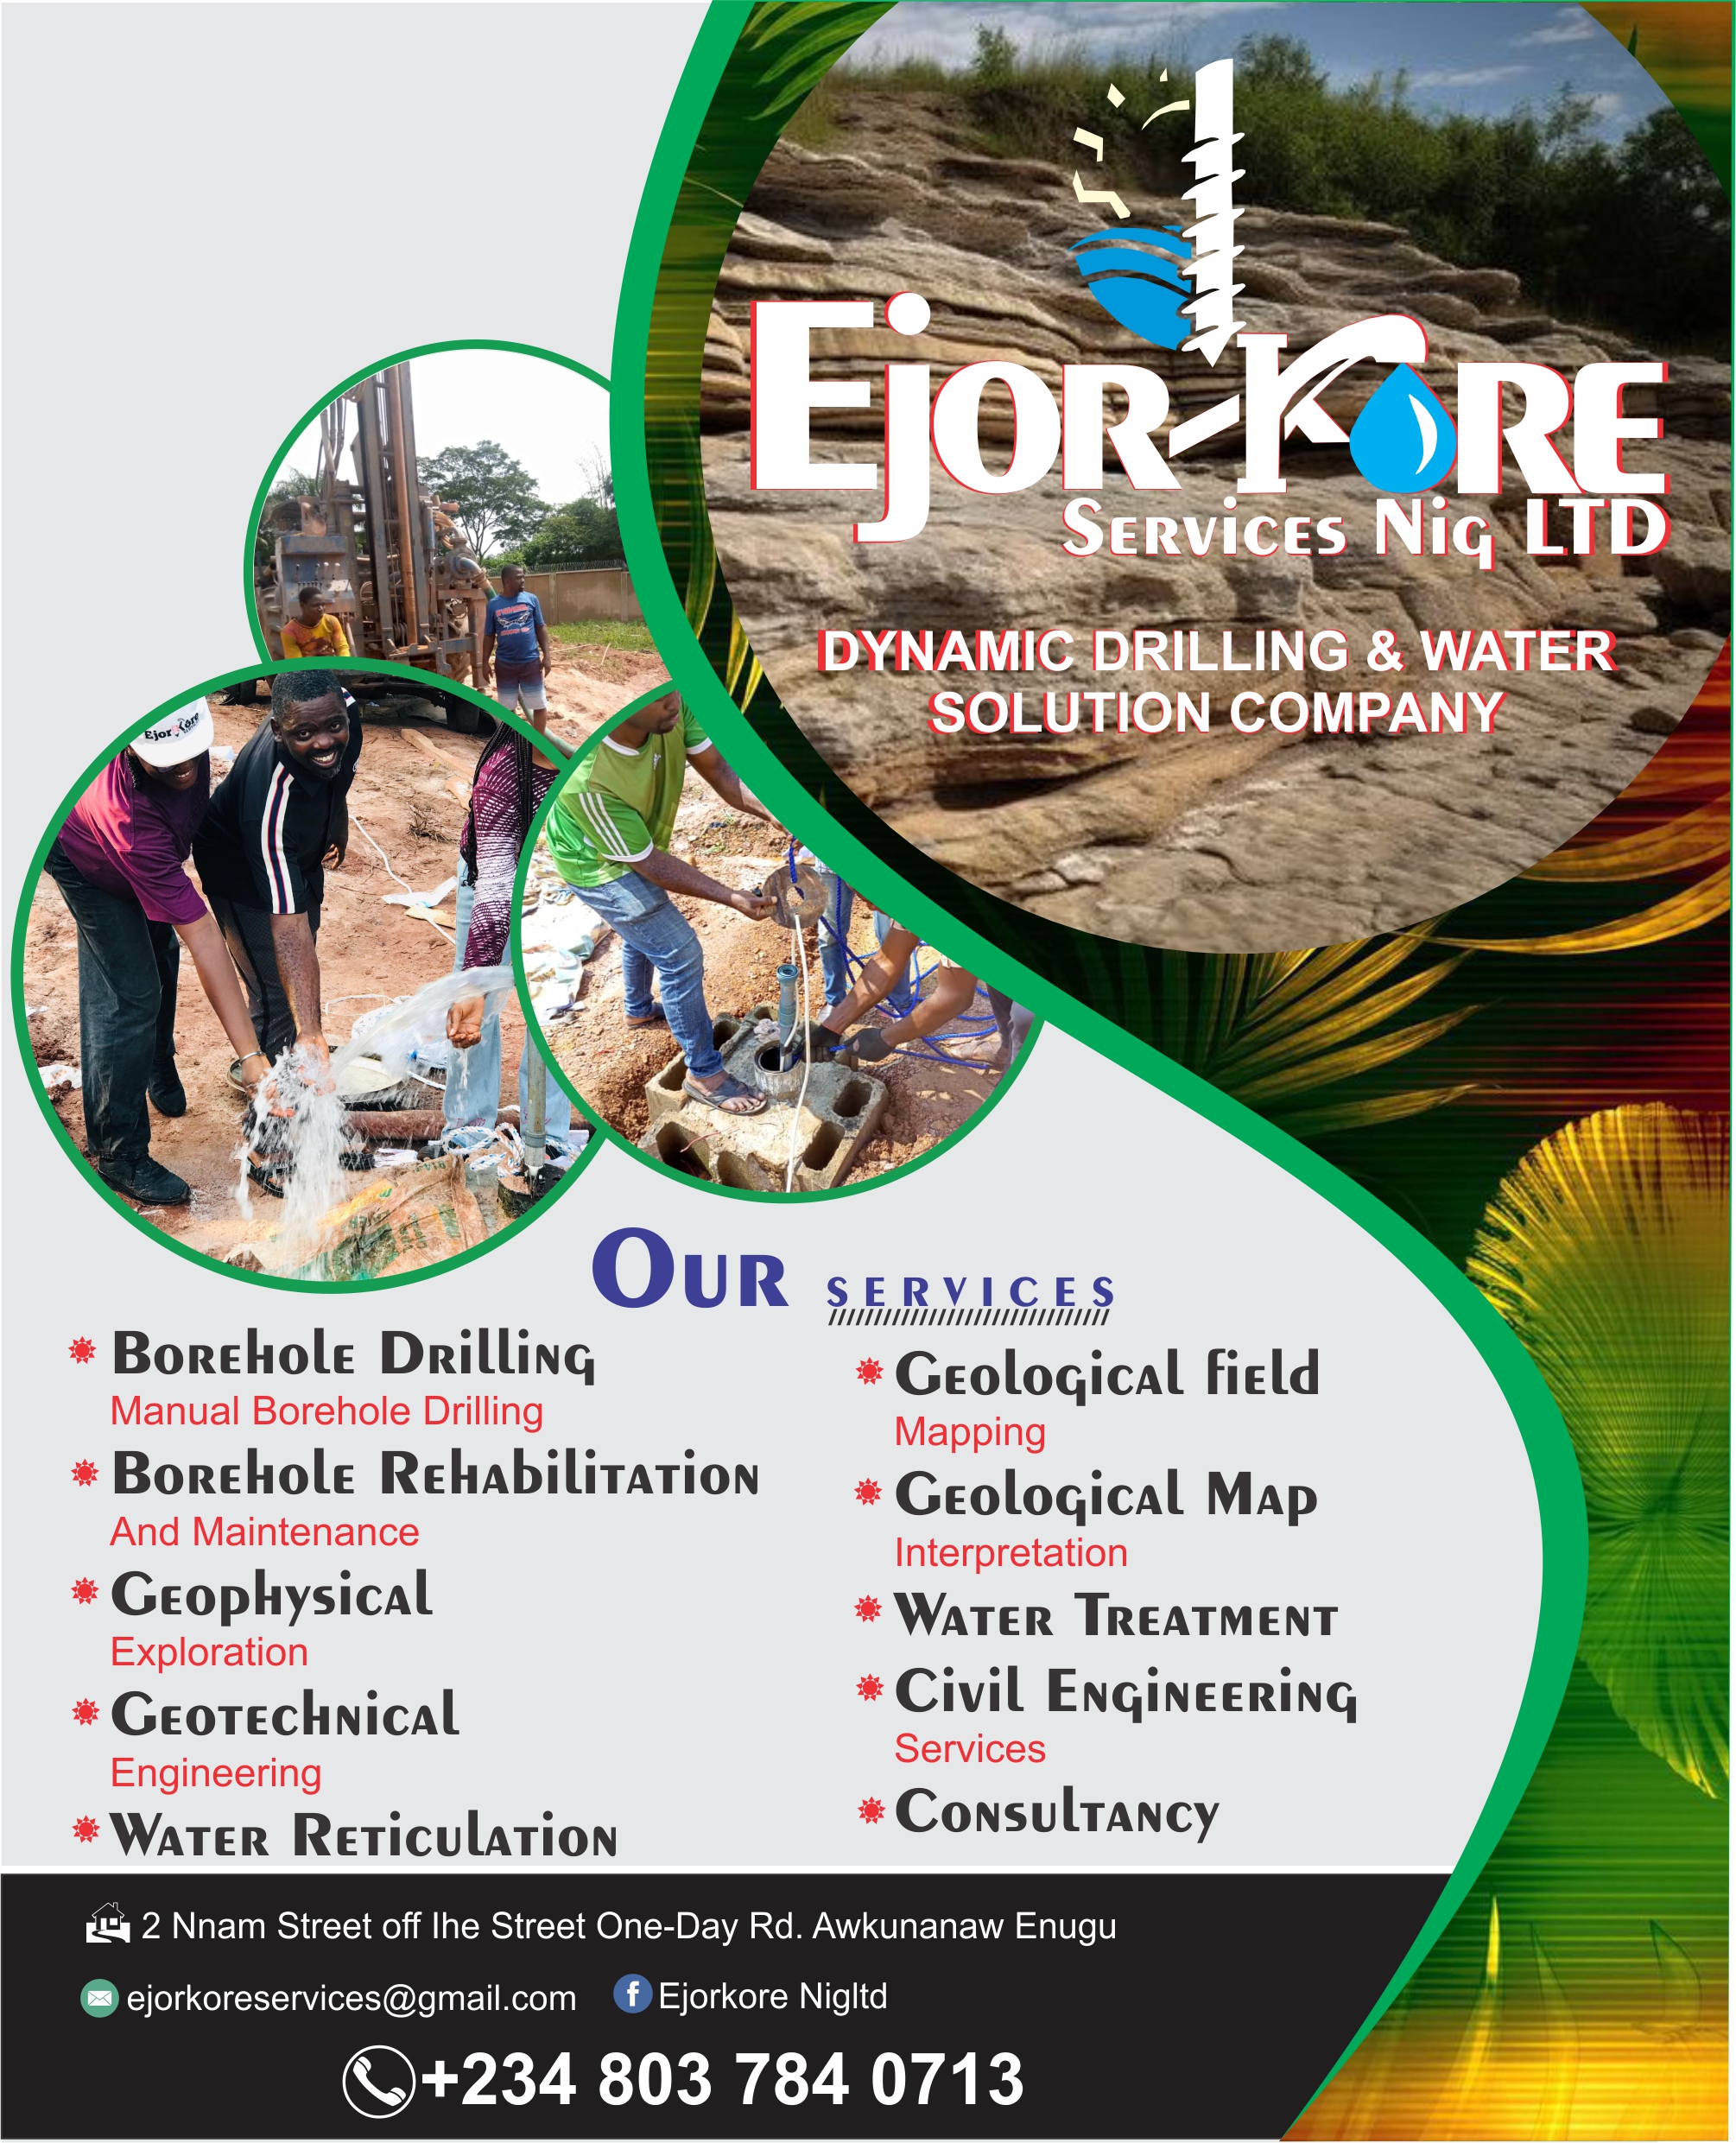 Ejor-Kore
Services Nig LTD
DYNAMIC DRILLING & WATER
SOLUTION COMPANY
Ejor Kore
Our SERVICES
Borehole Drilling
Manual Borehole Drilling
Borehole Rehabilitation
And Maintenance
Geophysical
Exploration
Geotechnical
Engineering
Water Reticulation
Geological field
Mapping
Geological Map
Interpretation
Water Treatment
Civil Engineering
Services
Consultancy
2 Nnam Street off Ihe Street One-Day Rd. Awkunanaw Enugu
ejorkoreservices@gmail.com
f Ejorkore Nigltd
+234 803 784 0713